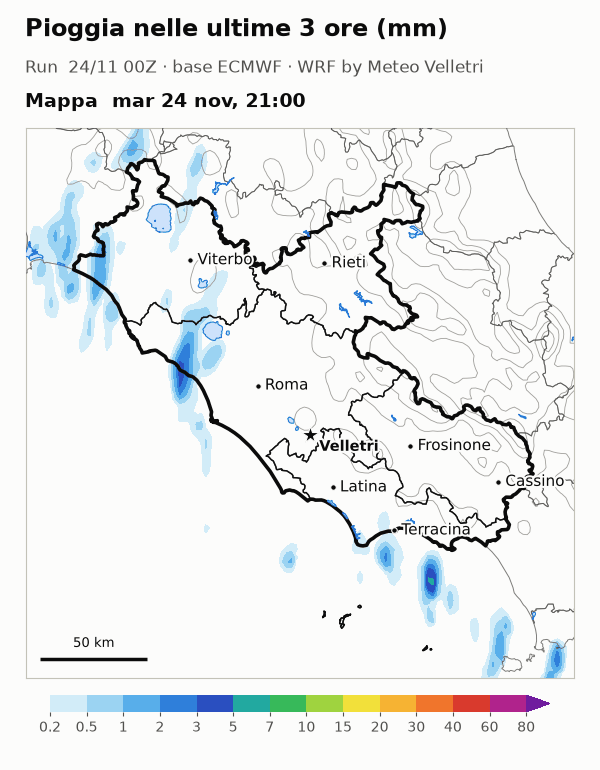 Pioggia nelle ultime 3 ore (mm)
Run 24/11 00Z · base ECMWF · WRF by Meteo Velletri
Mappa mar 24 nov, 21:00
Viterbo
Rieti
Roma
Velletri
Frosinone
Latina
Cassino
Terracina
50 km
0.2 0.5 1 2 3 5 7 10 15 20 30 40 60 80